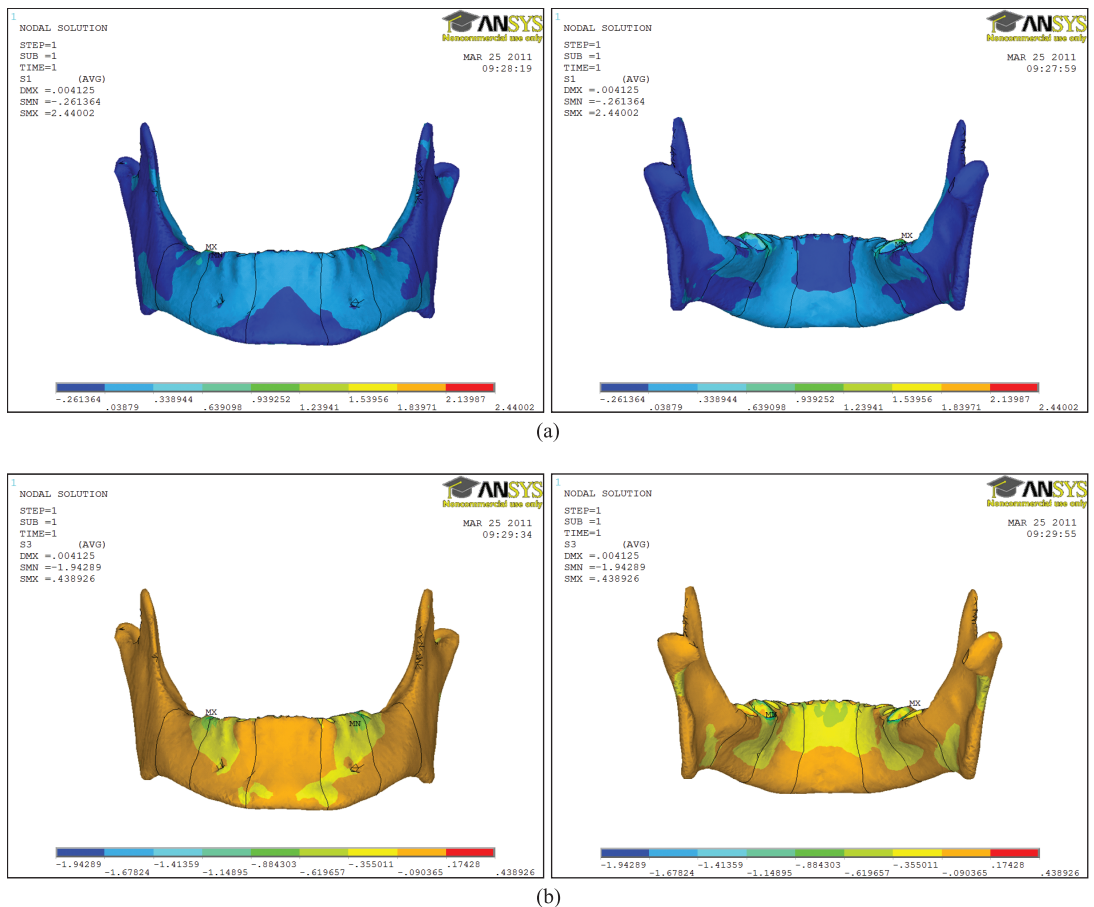 1
NODAL SOLUTION
STEP=1
SUB =1
TIME=1
S1 (AVG)
DMX =.004125
SMN =-.261364
SMX =2.44002
ANSYS
Noncommercial use only
MAR 25 2011
09:28:19
MX
-.261364 .338944 .939252 1.53956 2.13987
.03879 .639098 1.23941 1.83971 2.44002
1
NODAL SOLUTION
STEP=1
SUB =1
TIME=1
S1 (AVG)
DMX =.004125
SMN =-.261364
SMX =2.44002
ANSYS
Noncommercial use only
MAR 25 2011
09:27:59
MX
-.261364 .338944 .939252 1.53956 2.13987
.03879 .639098 1.23941 1.83971 2.44002
(a)
1
NODAL SOLUTION
STEP=1
SUB =1
TIME=1
S3 (AVG)
DMX =.004125
SMN =-1.94289
SMX =.438926
ANSYS
Noncommercial use only
MAR 25 2011
09:29:34
MX
MN
-1.94289 -1.41359 -.884303 -.355011 .17428
-1.67824 -1.14895 -.619657 -.090365 .438926
1
NODAL SOLUTION
STEP=1
SUB =1
TIME=1
S3 (AVG)
DMX =.004125
SMN =-1.94289
SMX =.438926
ANSYS
Noncommercial use only
MAR 25 2011
09:29:55
MX
MN
-1.94289 -1.41359 -.884303 -.355011 .17428
-1.67824 -1.14895 -.619657 -.090365 .438926
(b)